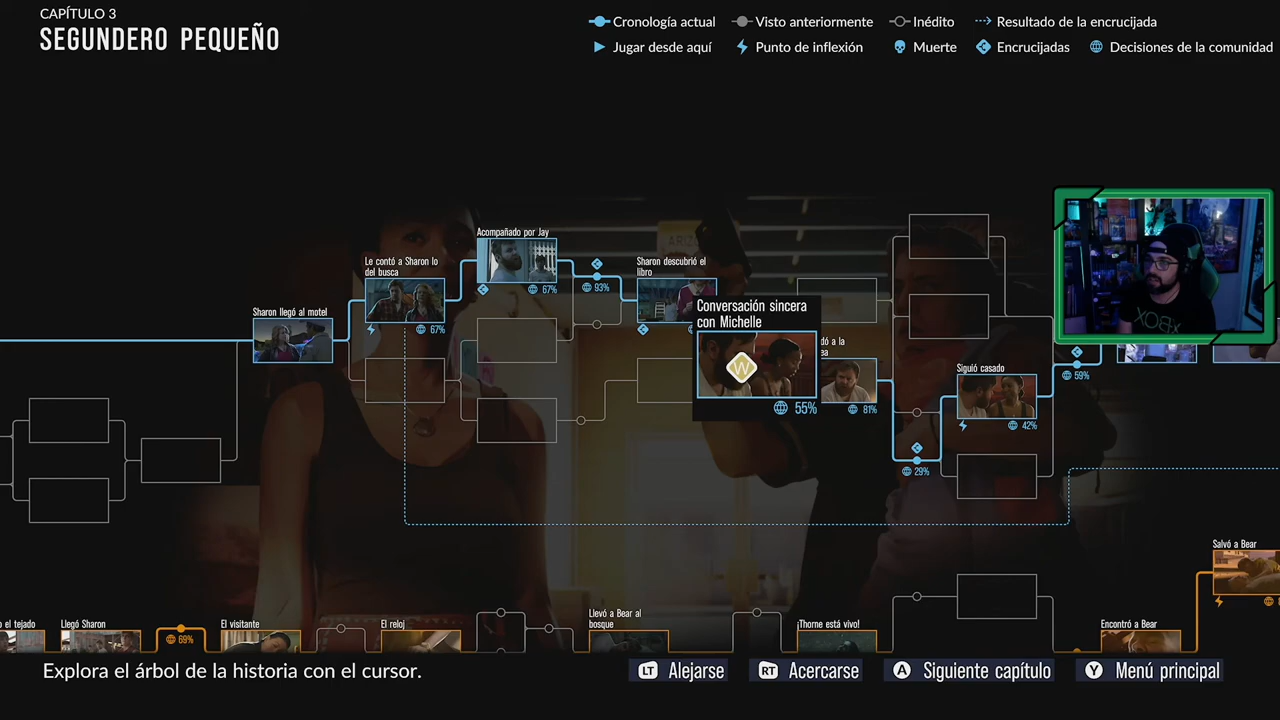 CAPÍTULO 3
SEGUNDERO PEQUEÑO
Cronología actual
Visto anteriormente
Inédito
Resultado de la encrucijada
Jugar desde aquí
Punto de inflexión
Muerte
Encrucijadas
Decisiones de la comunidad
Sharon llegó al motel
Le contó a Sharon lo
del busca
67%
Acompañado por Jay
67%
93%
Sharon descubrió el
libro
Conversación sincera
con Michelle
W
55%
81%
29%
Siguió casado
42%
59%
XBOX
Salvó a Bear
o el tejado
Llegó Sharon
69%
El visitante
El reloj
Llevó a Bear al
bosque
¡Thorne está vivo!
Encontró a Bear
Explora el árbol de la historia con el cursor.
LT Alejarse
RT Acercarse
A Siguiente capítulo
Y Menú principal